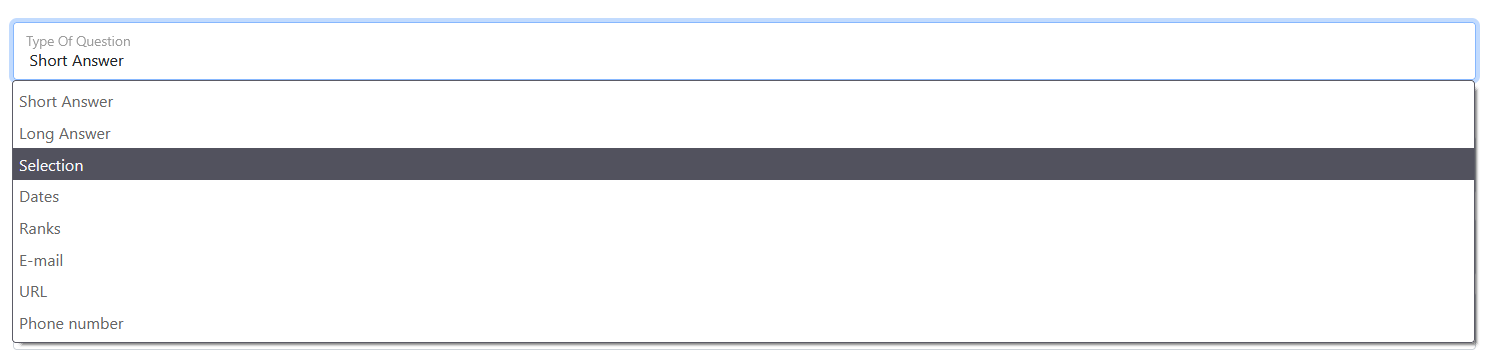 Type Of Question
Short Answer
Short Answer
Long Answer
Selection
Dates
Ranks
E-mail
URL
Phone number